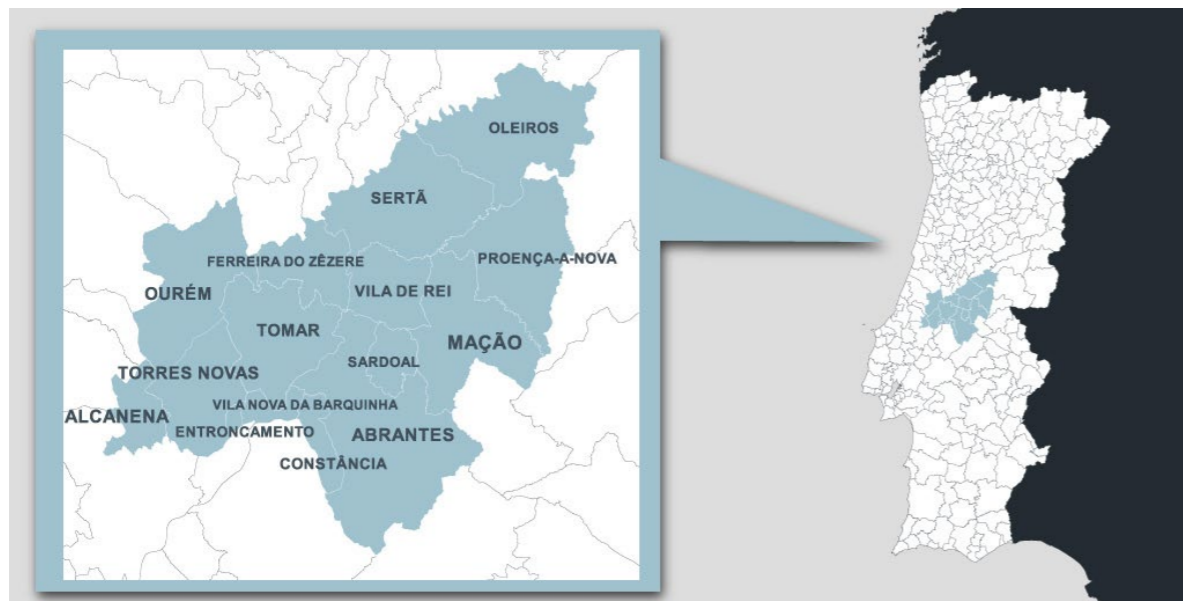 OLEIROS
SERTÃ
FERREIRA DO ZÊZERE
PROENÇA-A-NOVA
OURÉM
VILA DE REI
TOMAR
MAÇÃO
SARDOAL
TORRES NOVAS
VILA NOVA DA BARQUINHA
ALCANENA
ENTRONCAMENTO
ABRANTES
CONSTÂNCIA